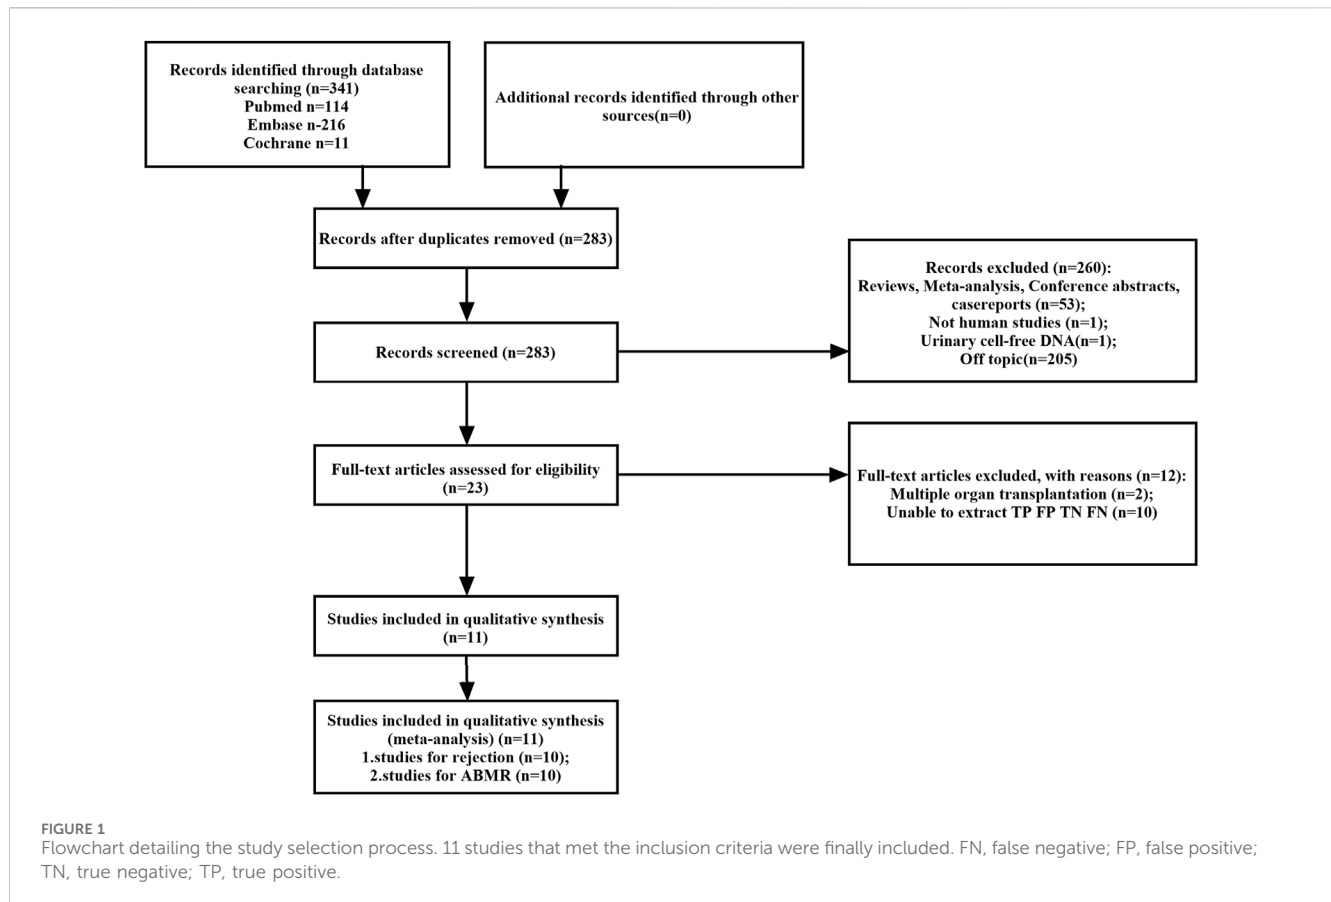 Records identified through database
searching (n=341)
Pubmed n=114
Embase n-216
Cochrane n=11
Additional records identified through other
sources(n=0)
Records after duplicates removed (n=283)
Records screened (n=283)
Records excluded (n=260):
Reviews, Meta-analysis, Conference abstracts,
casereports (n=53);
Not human studies (n=1);
Urinary cell-free DNA(n=1);
Off topic(n=205)
Full-text articles assessed for eligibility
(n=23)
Full-text articles excluded, with reasons (n=12):
Multiple organ transplantation (n=2);
Unable to extract TP FP TN FN (n=10)
Studies included in qualitative synthesis
(n=11)
Studies included in qualitative synthesis
(meta-analysis) (n=11)
1.studies for rejection (n=10);
2.studies for ABMR (n=10)
FIGURE 1
Flowchart detailing the study selection process. 11 studies that met the inclusion criteria were finally included. FN, false negative; FP, false positive;
TN, true negative; TP, true positive.